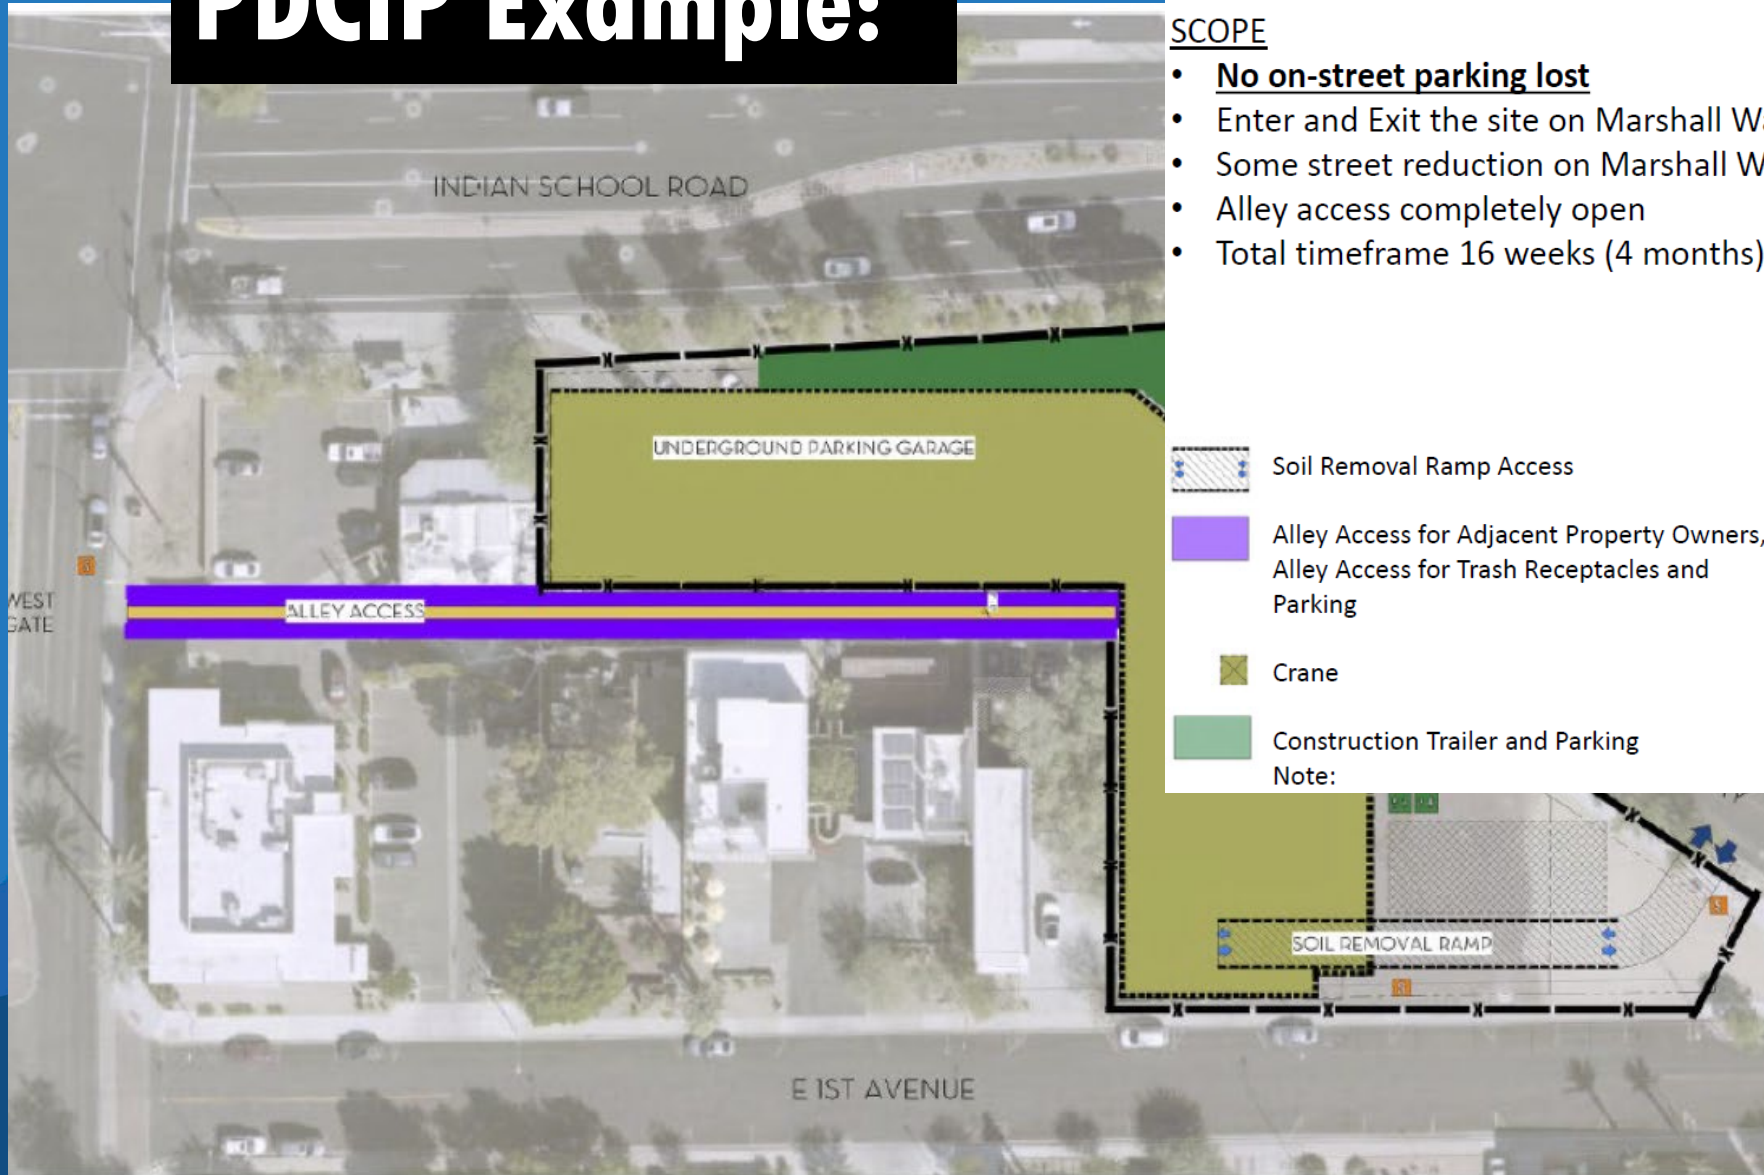 PDCIP Example:
SCOPE
• No on-street parking lost
• Enter and Exit the site on Marshall
• Some street reduction on Marshall
• Alley access completely open
• Total timeframe 16 weeks (4 months)
INDIAN SCHOOL ROAD
UNDERGROUND PARKING GARAGE
Soil Removal Ramp Access
Alley Access for Adjacent Property Owners,
Alley Access for Trash Receptacles and
Parking
Crane
Construction Trailer and Parking
Note:
WEST
GATE
ALLEY ACCESS
SOIL REMOVAL RAMP
E 1ST AVENUE